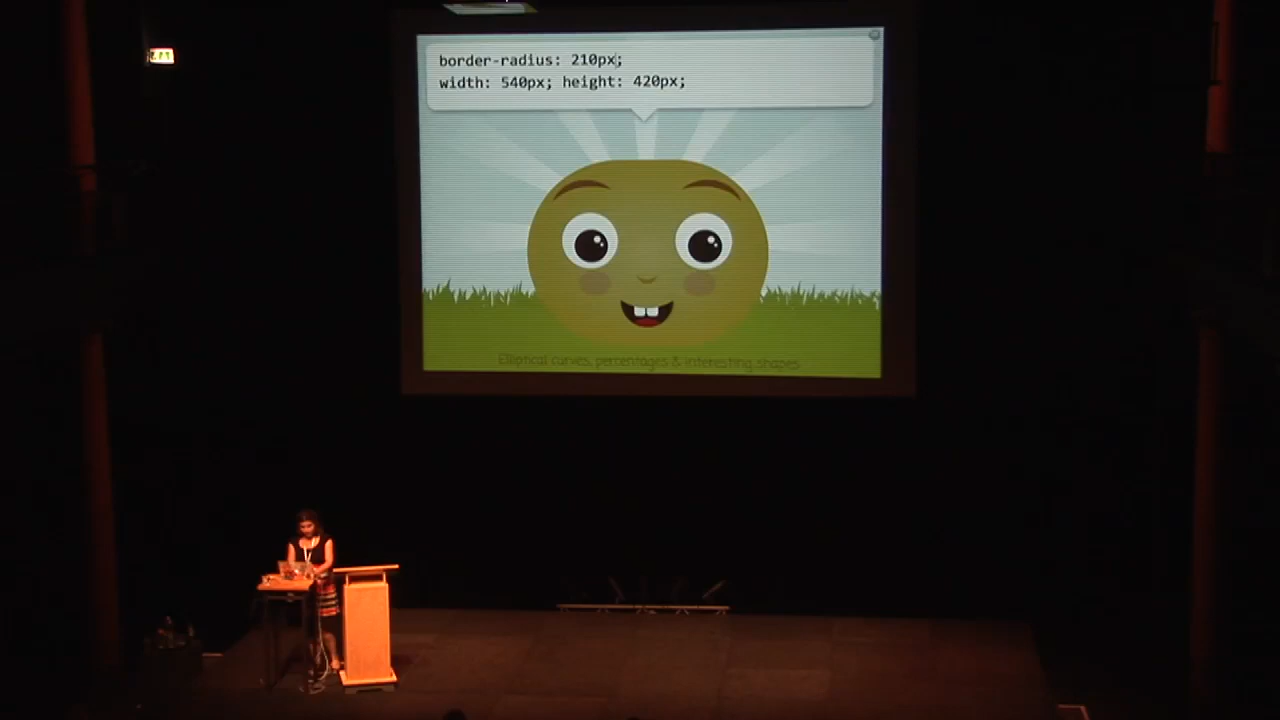 border-radius: 210px;
width: 540px; height: 420px;
Elliptical curves, percentages & interesting shapes